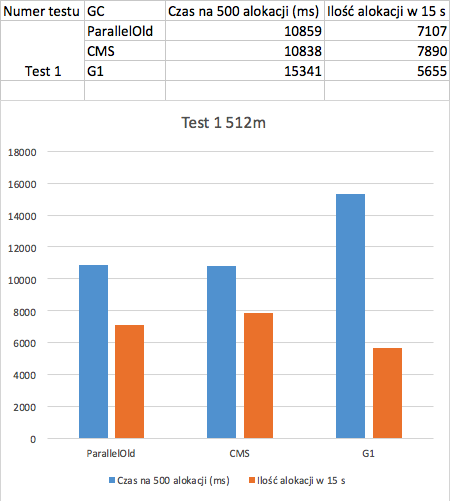 Numer testu GC Czas na 500 alokacji (ms) Ilość alokacji w 15 s
ParallelOld 10859 7107
CMS 10838 7890
Test 1 G1 15341 5655
Test 1 512m
18000
16000
14000
12000
10000
8000
6000
4000
2000
0
ParallelOld CMS G1
Czas na 500 alokacji (ms) Ilość alokacji w 15 s